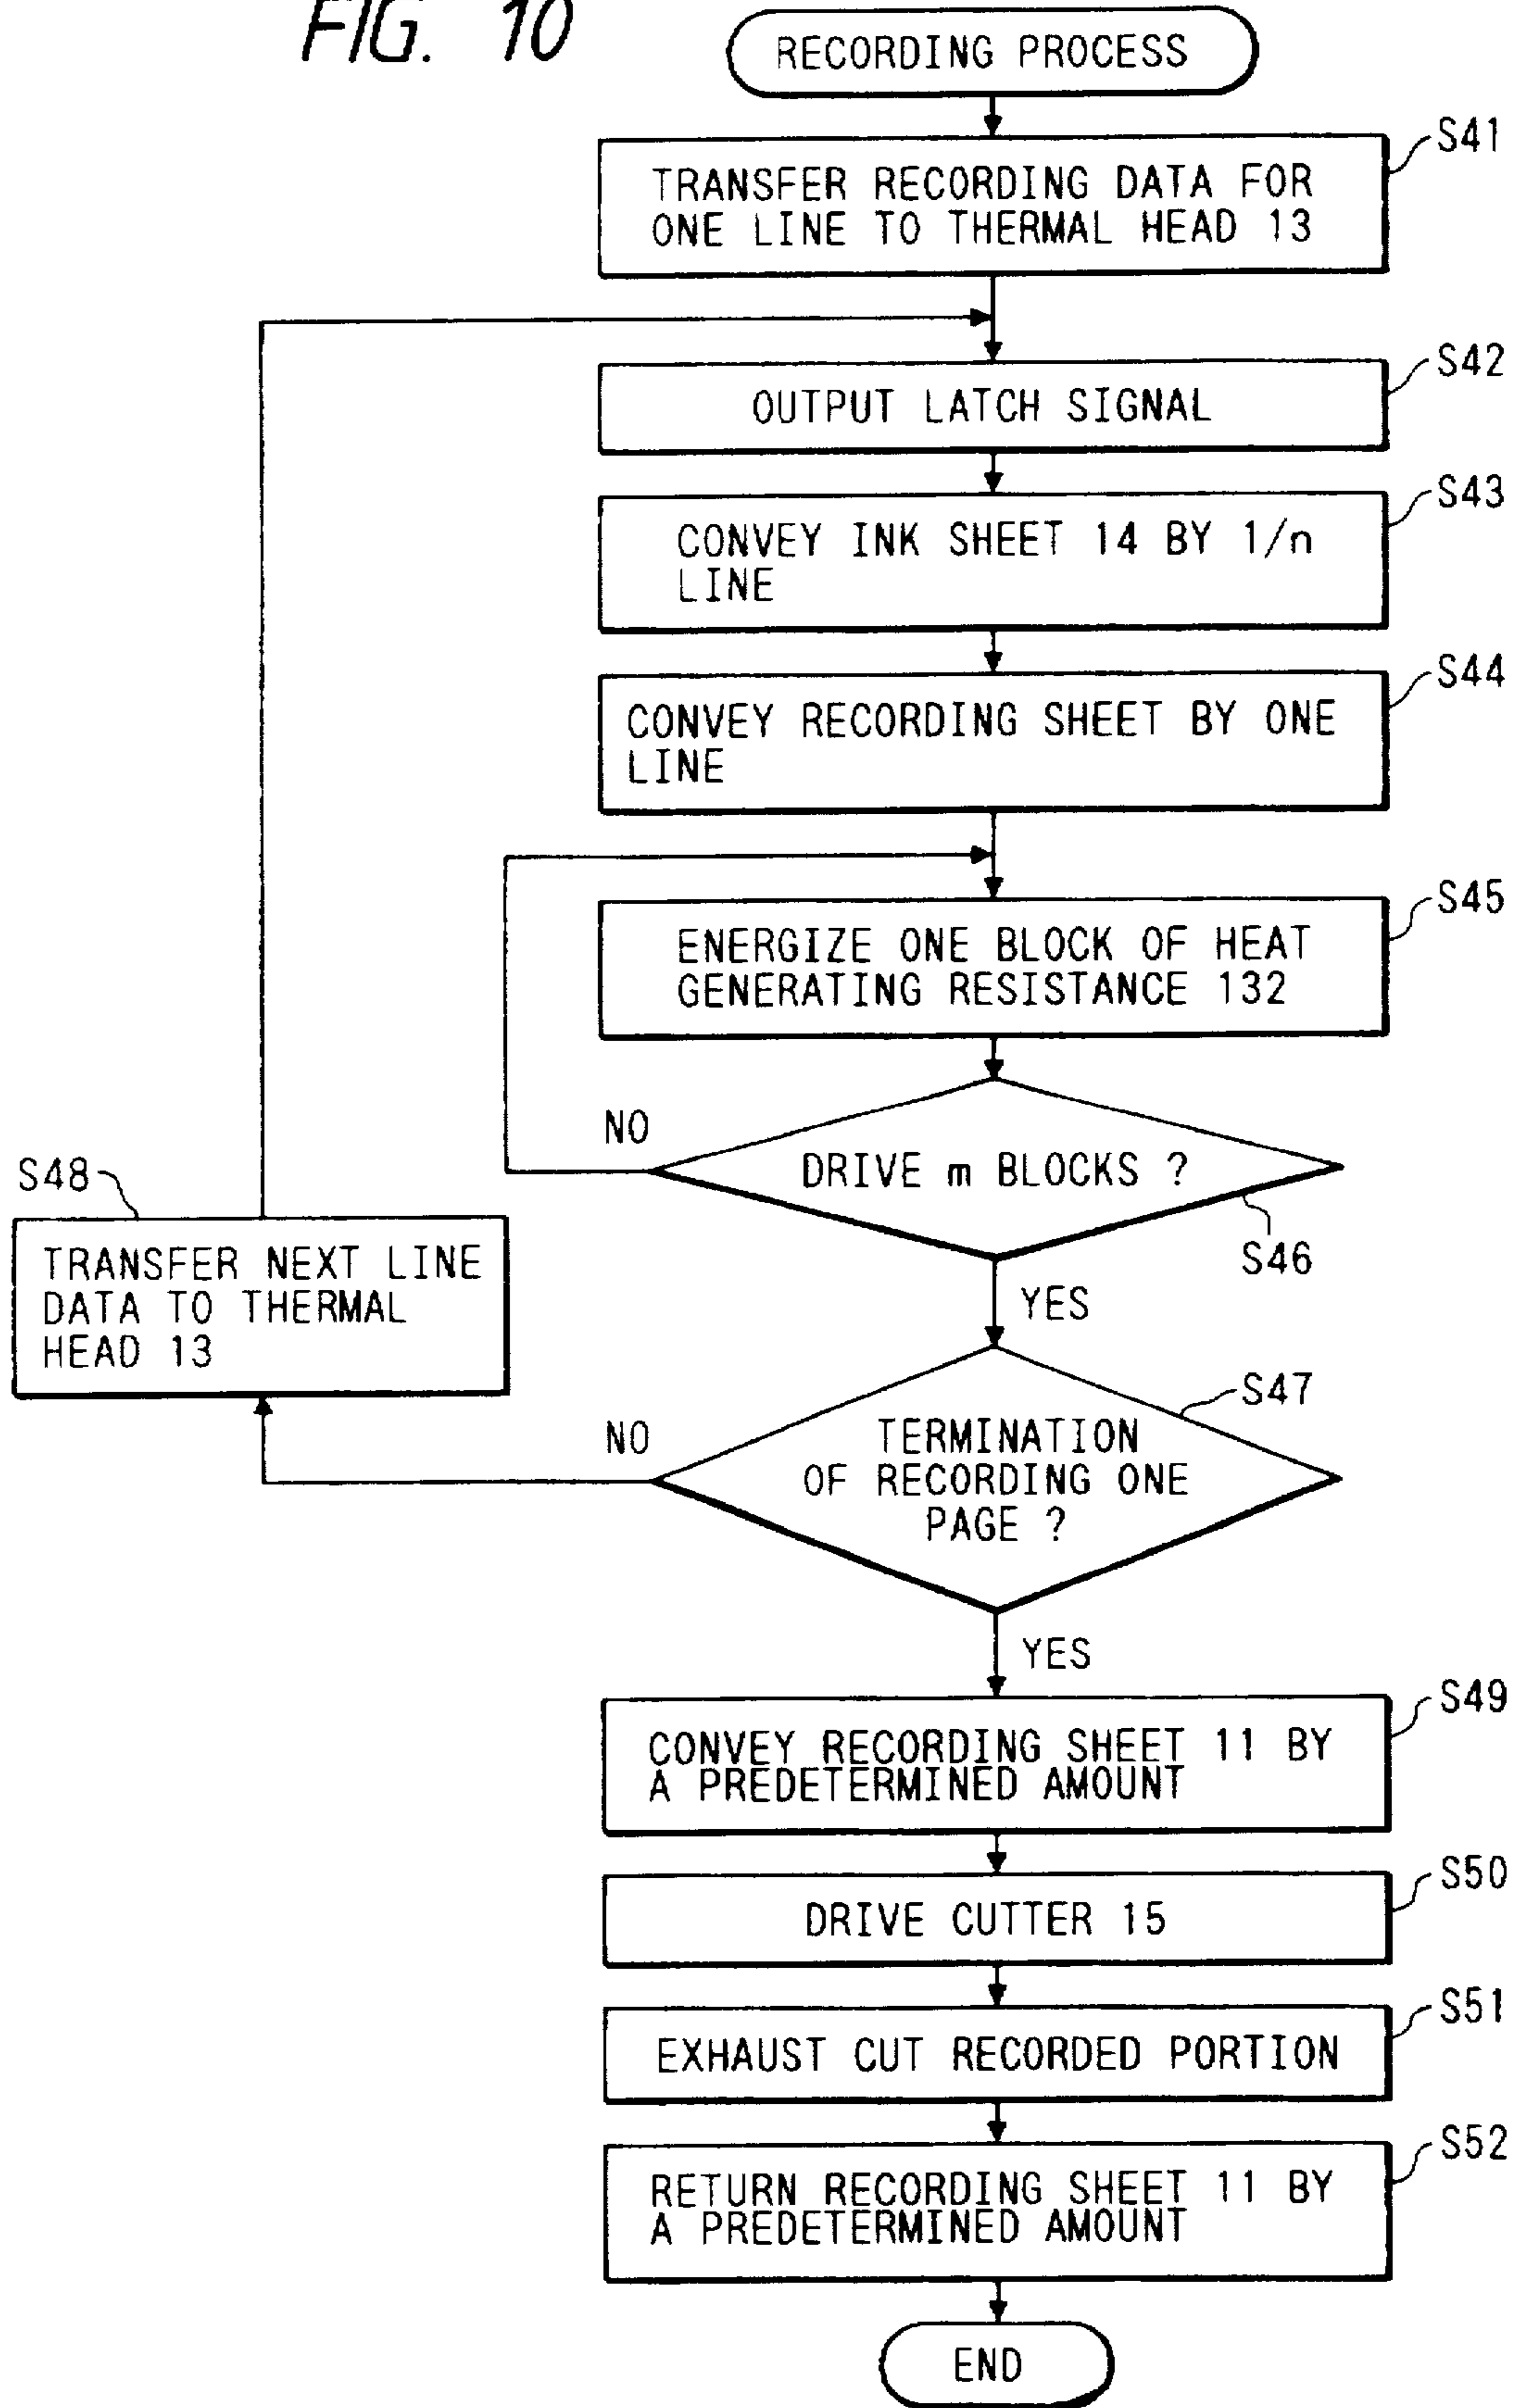 FIG. 10
RECORDING PROCESS
S41
TRANSFER RECORDING DATA FOR
ONE LINE TO THERMAL HEAD 13
S42
OUTPUT LATCH SIGNAL
S43
CONVEY INK SHEET 14 BY 1/n
LINE
S44
CONVEY RECORDING SHEET BY ONE
LINE
S45
ENERGIZE ONE BLOCK OF HEAT
GENERATING RESISTANCE 132
NO
DRIVE m BLOCKS ?
S46
YES
S48
TRANSFER NEXT LINE
DATA TO THERMAL
HEAD 13
S47
NO
TERMINATION
OF RECORDING ONE
PAGE ?
YES
S49
CONVEY RECORDING SHEET 11 BY
A PREDETERMINED AMOUNT
S50
DRIVE CUTTER 15
S51
EXHAUST CUT RECORDED PORTION
S52
RETURN RECORDING SHEET 11 BY
A PREDETERMINED AMOUNT
END